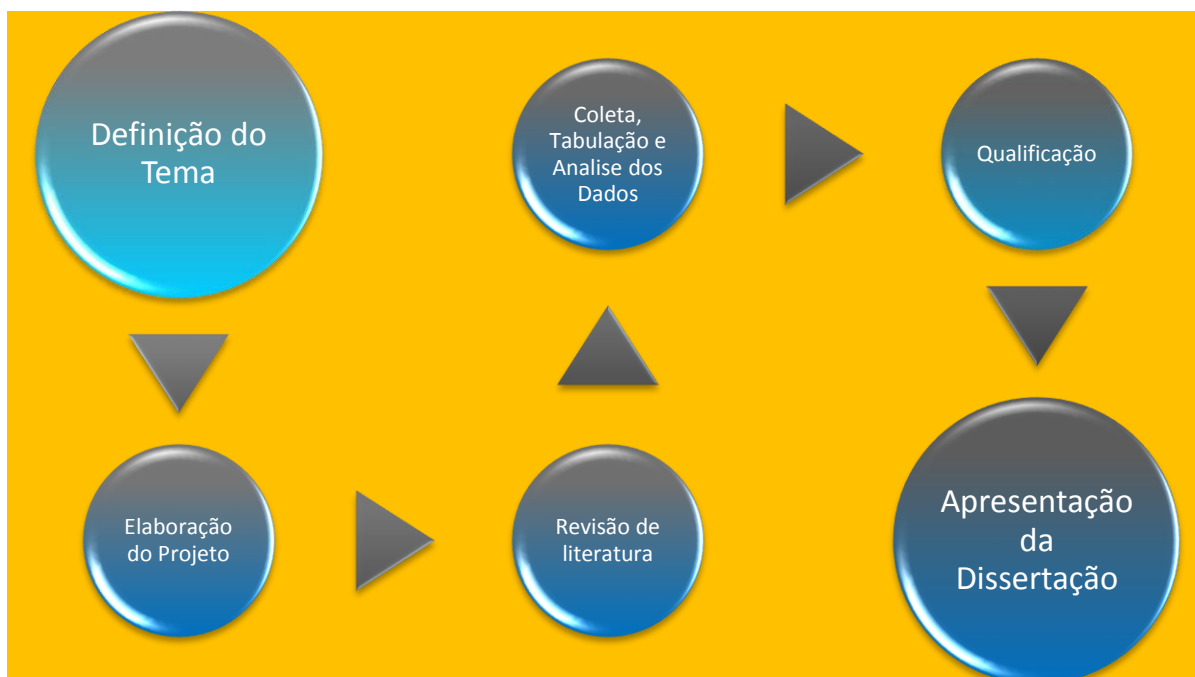 Definição do
Tema
Elaboração
do Projeto
Revisão de
literatura
Coleta,
Tabulação e
Analise dos
Dados
Qualificação
Apresentação
da
Dissertação